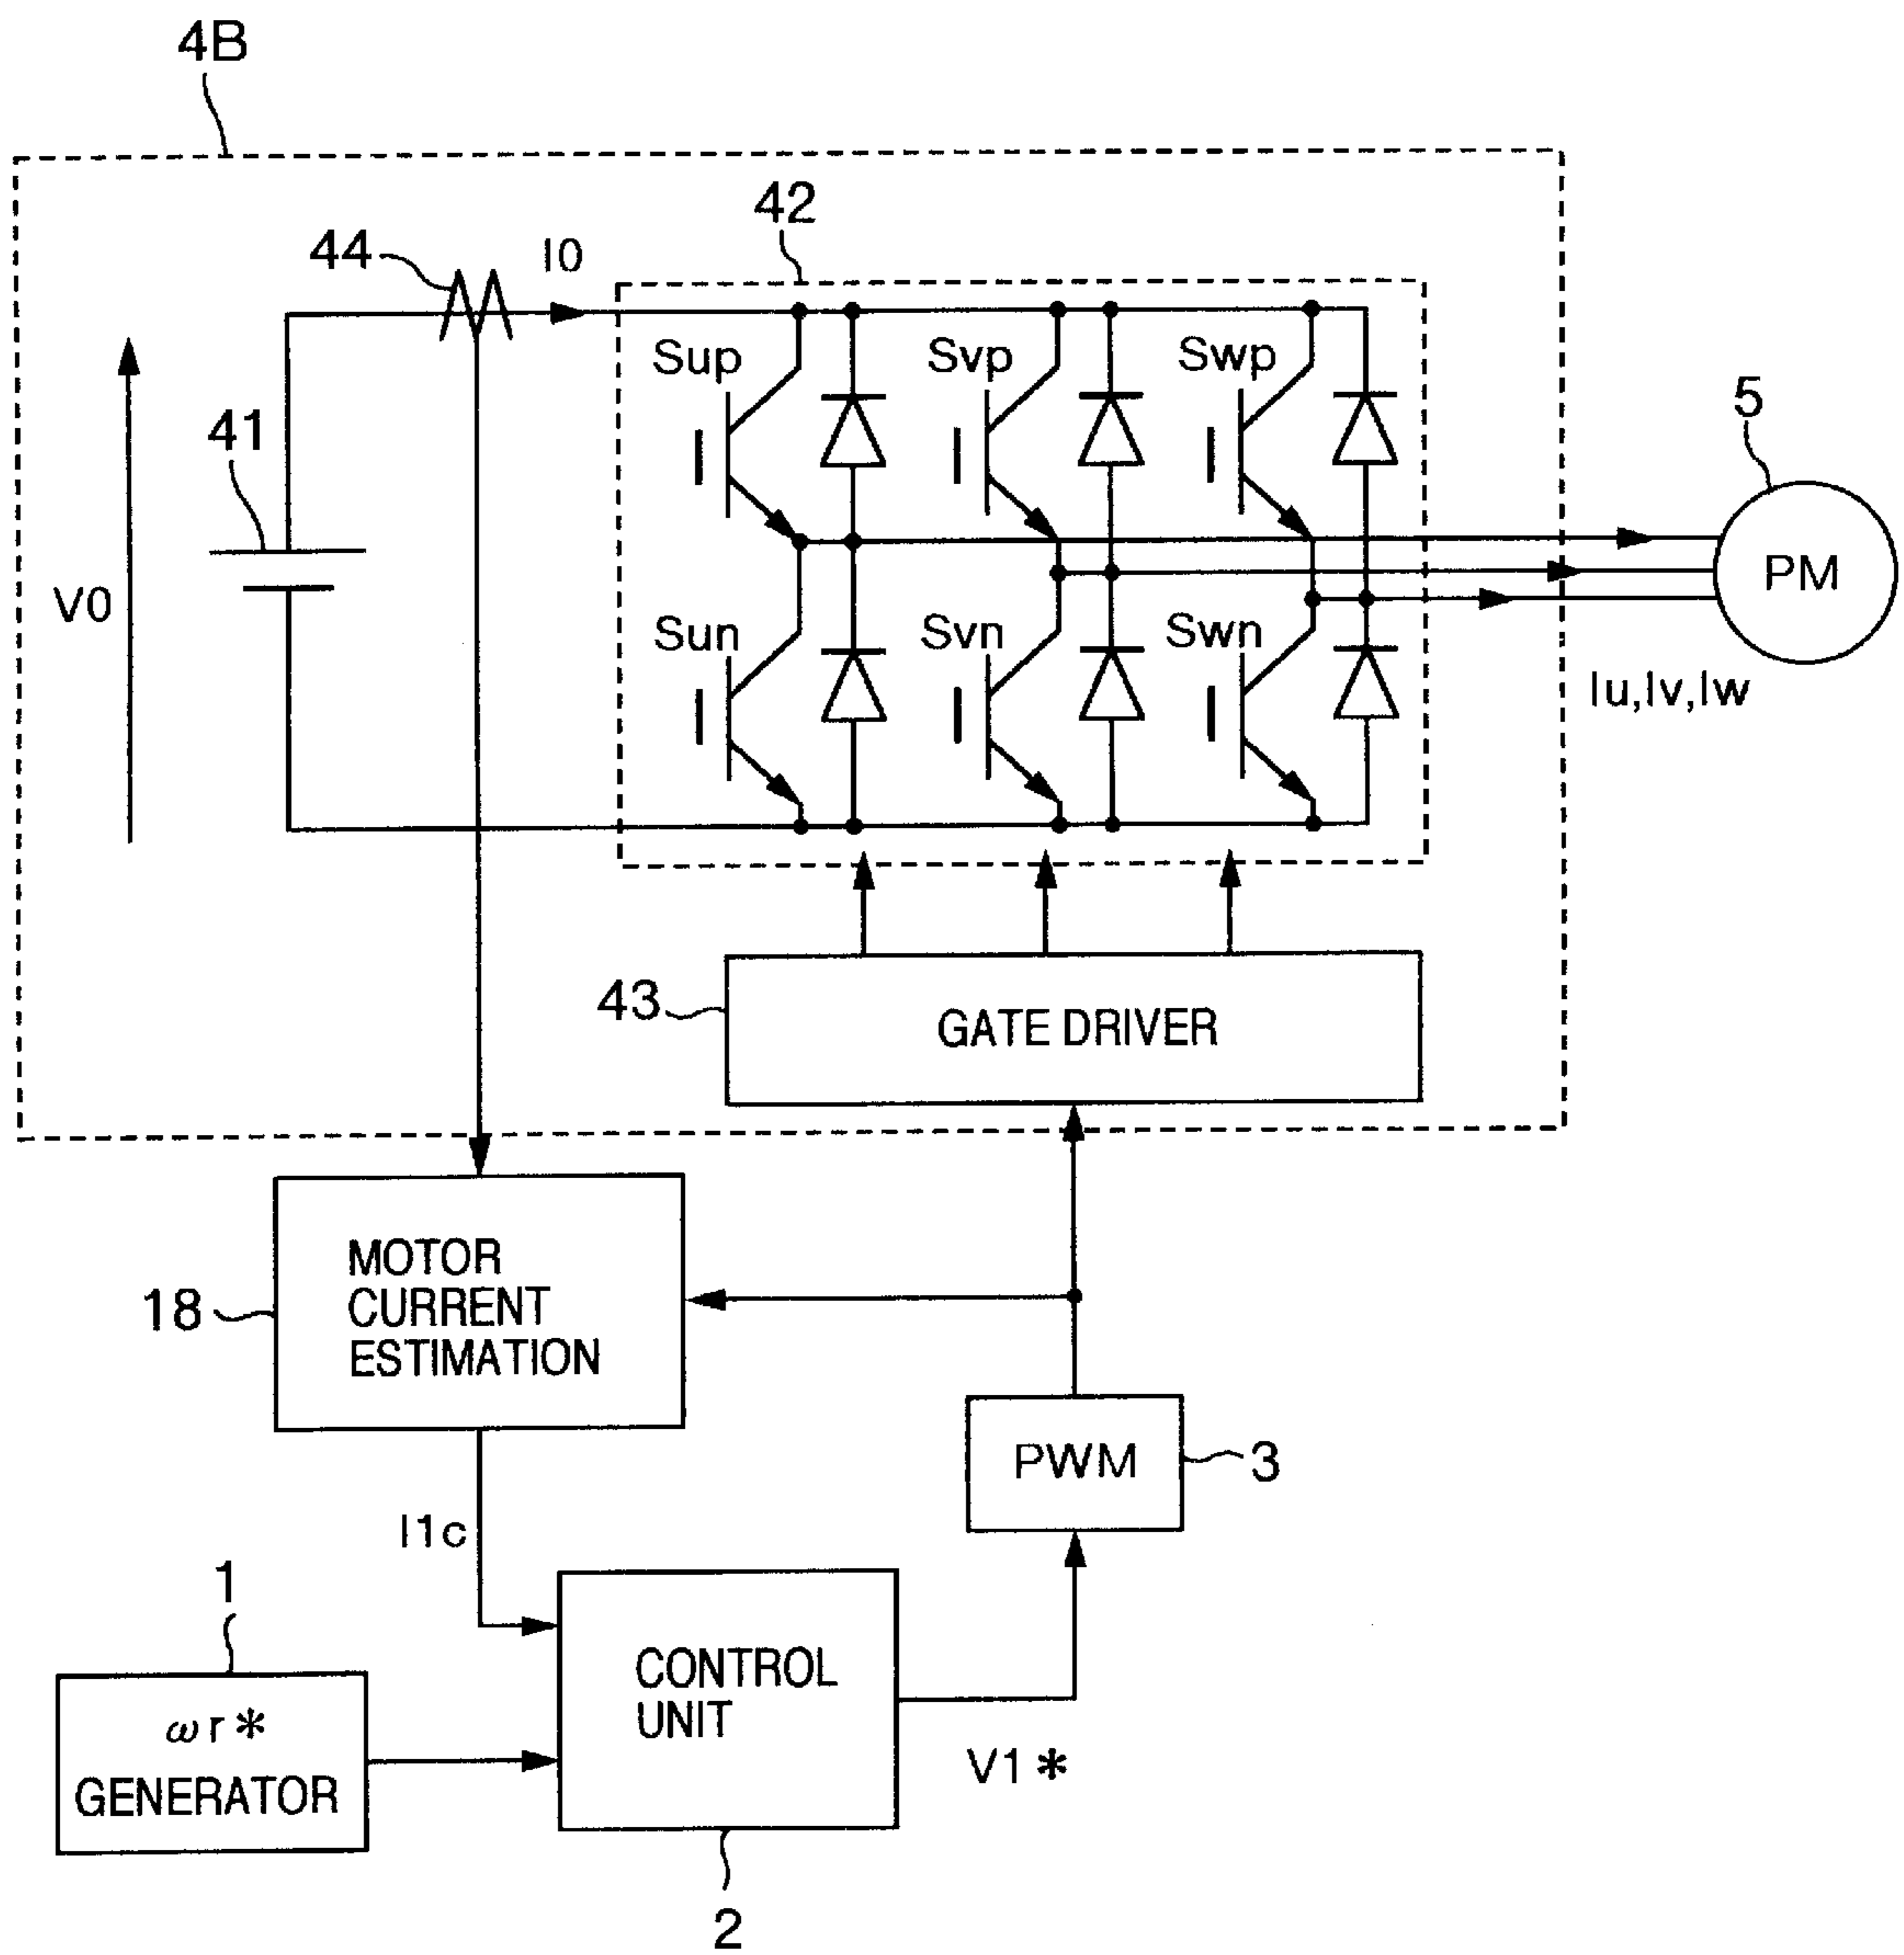 4B
42
44
I0
Sup
Svp
Swp
5
41
PM
V0
Sun
Svn
Swn
Iu,Iv,Iw
43
GATE DRIVER
MOTOR
CURRENT
ESTIMATION
18
PWM
3
I1c
1
CONTROL
UNIT
ωr*
GENERATOR
V1*
2